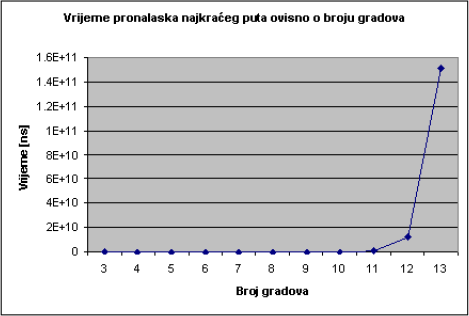 Vrijeme pronalaska najkraćeg puta ovisno o broju gradova
1.6E+11
1.4E+11
1.2E+11
1E+11
8E+10
6E+10
4E+10
2E+10
0
Vrijeme [ns]
3 4 5 6 7 8 9 10 11 12 13
Broj gradova